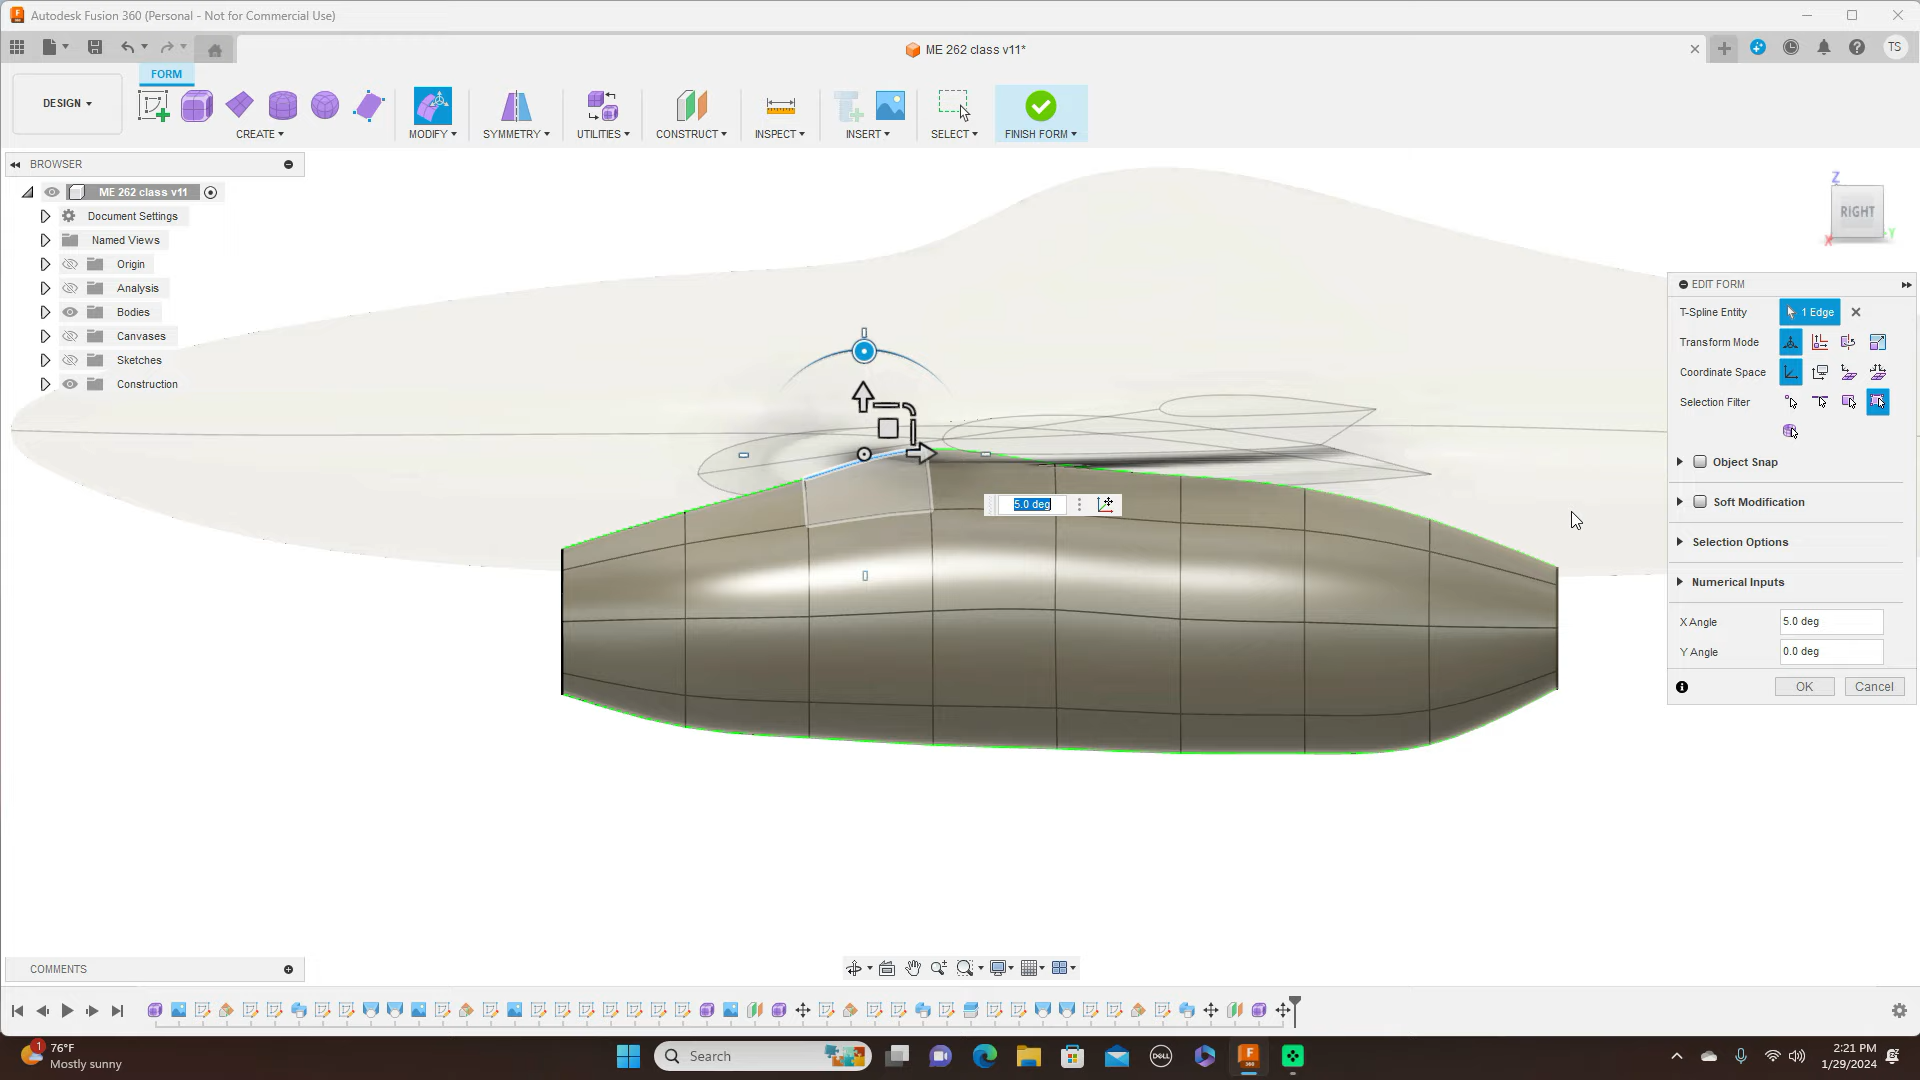 Autodesk Fusion 360 (Personal - Not for Commercial Use)
ME 262 class v11*
TS
FORM
DESIGN
CREATE
MODIFY
SYMMETRY
UTILITIES
CONSTRUCT
INSPECT
INSERT
SELECT
FINISH FORM
BROWSER
ME 262 class v11
Document Settings
Named Views
Origin
Analysis
Bodies
Canvases
Sketches
Construction
Z
RIGHT
X
Y
5.0 deg
EDIT FORM
T-Spline Entity
1 Edge
Transform Mode
Coordinate Space
Selection Filter
Object Snap
Soft Modification
Selection Options
Numerical Inputs
X Angle
5.0 deg
Y Angle
0.0 deg
OK
Cancel
COMMENTS
1
76°F
Mostly sunny
Search
DELL
F
360
2:21 PM
1/29/2024